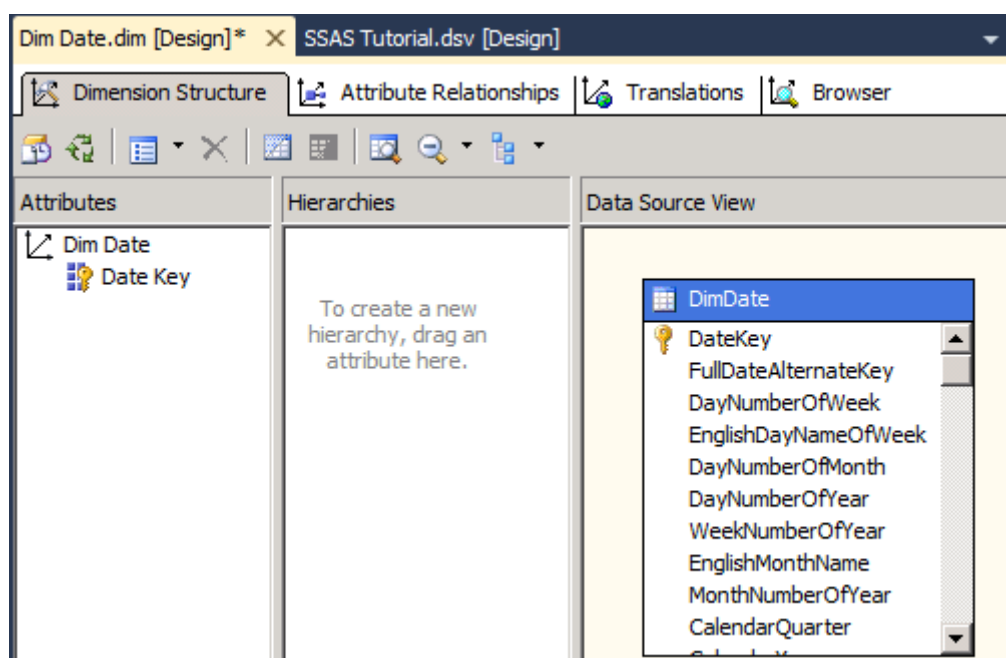 Dim Date.dim [Design]* SSAS Tutorial.dsv [Design]
Dimension Structure Attribute Relationships Translations Browser
Attributes
Dim Date
Date Key
Hierarchies
To create a new
hierarchy, drag an
attribute here.
Data Source View
DimDate
DateKey
FullDateAlternateKey
DayNumberOfWeek
EnglishDayNameOfWeek
DayNumberOfMonth
DayNumberOfYear
WeekNumberOfYear
EnglishMonthName
MonthNumberOfYear
CalendarQuarter